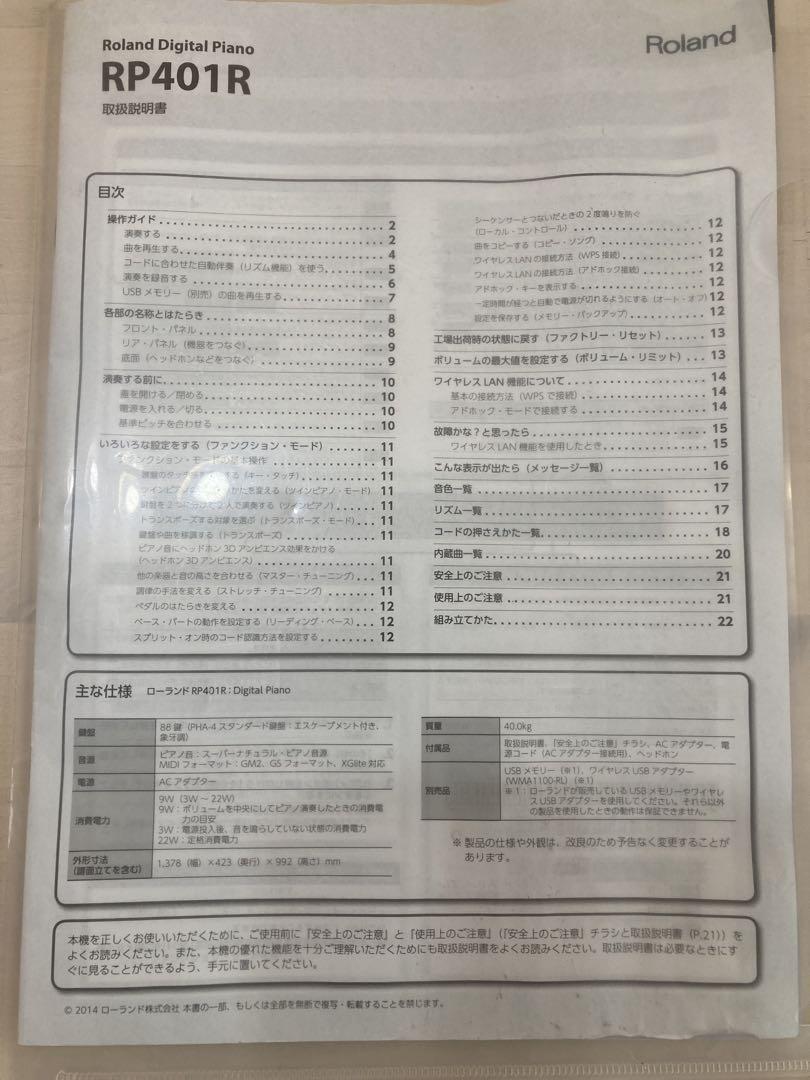 Roland Digital Piano
Roland
RP401R
取扱説明書
目次
操作ガイド 2
演奏する 2
曲を再生する 4
コードに合わせた自動伴奏（リズム機能）を使う 5
演奏を録音する 6
USB メモリー（別売）の曲を再生する 7
各部の名称とはたらき 8
フロント・パネル 8
リア・パネル（機器をつなぐ） 9
底面（ヘッドホンなどをつなぐ） 9
演奏する前に 10
蓋を開ける／閉める 10
電源を入れる／切る 10
基準ピッチを合わせる 10
いろいろな設定をする（ファンクション・モード） 11
ファンクション・モードの基本操作 11
鍵盤のタッチ する（キー・タッチ） 11
ツインピアノ かたを変える（ツインピアノ・モード） 11
鍵盤を2つに分けて2人で演奏する（ツインピアノ） 11
トランスポーズする対象を選ぶ（トランスポーズ・モード） 11
鍵盤や曲を移調する（トランスポーズ） 11
ピアノ音にヘッドホン 3D アンビエンス効果をかける
（ヘッドホン 3D アンビエンス） 11
他の楽器と音の高さを合わせる（マスター・チューニング） 11
調律の手法を変える（ストレッチ・チューニング） 11
ペダルのはたらきを変える 12
ベース・パートの動作を設定する（リーディング・ベース） 12
スプリット・オン時のコード認識方法を設定する 12
シーケンサーとつないだときの 2 度鳴りを防ぐ
（ローカル・コントロール） 12
曲をコピーする（コピー・ソング） 12
ワイヤレス LAN の接続方法（WPS 接続） 12
ワイヤレス LAN の接続方法（アドホック接続） 12
アドホック・キーを表示する 12
一定時間が経つと自動で電源が切れるようにする（オート・オフ） 12
設定を保存する（メモリー・バックアップ） 12
工場出荷時の状態に戻す（ファクトリー・リセット） 13
ボリュームの最大値を設定する（ボリューム・リミット） 13
ワイヤレス LAN 機能について 14
基本の接続方法（WPS で接続） 14
アドホック・モードで接続する 14
故障かな？と思ったら 15
ワイヤレス LAN 機能を使用したとき 15
こんな表示が出たら（メッセージ一覧） 16
音色一覧 17
リズム一覧 17
コードの押さえかた一覧 18
内蔵曲一覧 20
安全上のご注意 21
使用上のご注意 21
組み立てかた 22
主な仕様 ローランド RP401R : Digital Piano
鍵盤 88 鍵（PHA-4 スタンダード鍵盤：エスケープメント付き、
象牙調）
音源 ピアノ音：スーパーナチュラル・ピアノ音源
MIDI フォーマット：GM2、GS フォーマット、XGlite 対応
電源 AC アダプター
消費電力 9W（3W ～ 22W）
9W：ボリュームを中央にしてピアノ演奏したときの消費電
力の目安
3W：電源投入後、音を鳴らしていない状態の消費電力
22W：定格消費電力
外形寸法
（譜面立てを含む） 1,378（幅）×423（奥行）×992（高さ）mm
質量 40.0kg
付属品 取扱説明書、「安全上のご注意」チラシ、AC アダプター、電
源コード（AC アダプター接続用）、ヘッドホン
別売品 USB メモリー（※1）、ワイヤレス USB アダプター
（WMA1100-RL）（※1）
※ 1：ローランドが販売している USB メモリーやワイヤレ
ス USB アダプターを使用してください。それら以外
の製品を使用したときの動作は保証できません。
※ 製品の仕様や外観は、改良のため予告なく変更することが
あります。
本機を正しくお使いいただくために、ご使用前に「安全上のご注意」と「使用上のご注意」（「安全上のご注意」チラシと取扱説明書（P.21））を
よくお読みください。また、本機の優れた機能を十分ご理解いただくためにも取扱説明書をよくお読みください。取扱説明書は必要なときにす
ぐに見ることができるよう、手元に置いてください。
© 2014 ローランド株式会社 本書の一部、もしくは全部を無断で複写・転載することを禁じます。